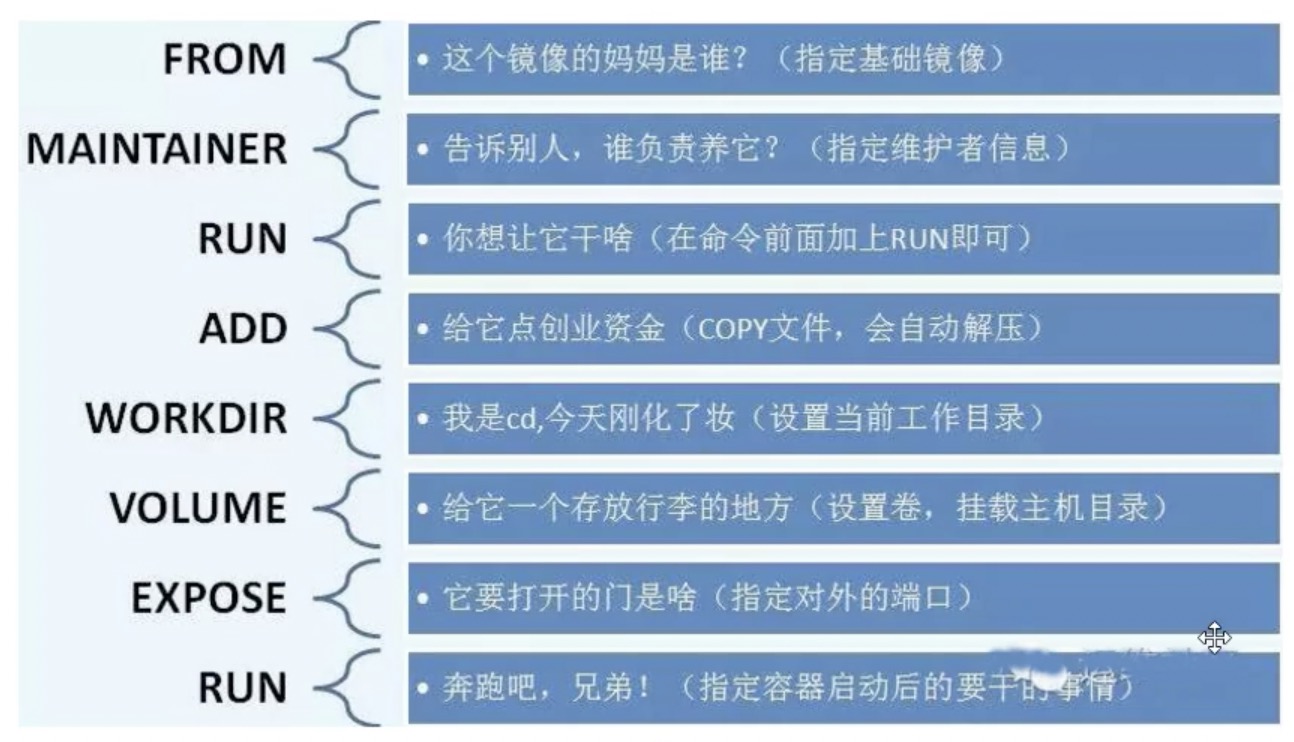 FROM
• 这个镜像的妈妈是谁？（指定基础镜像）
MAINTAINER
• 告诉别人，谁负责养它？（指定维护者信息）
RUN
• 你想让它干啥（在命令前面加上RUN即可）
ADD
• 给它点创业资金（COPY文件，会自动解压）
WORKDIR
• 我是cd,今天刚化了妆（设置当前工作目录）
VOLUME
• 给它一个存放行李的地方（设置卷，挂载主机目录）
EXPOSE
• 它要打开的门是啥（指定对外的端口）
RUN
• 奔跑吧，兄弟！（指定容器启动后的要干的事情）